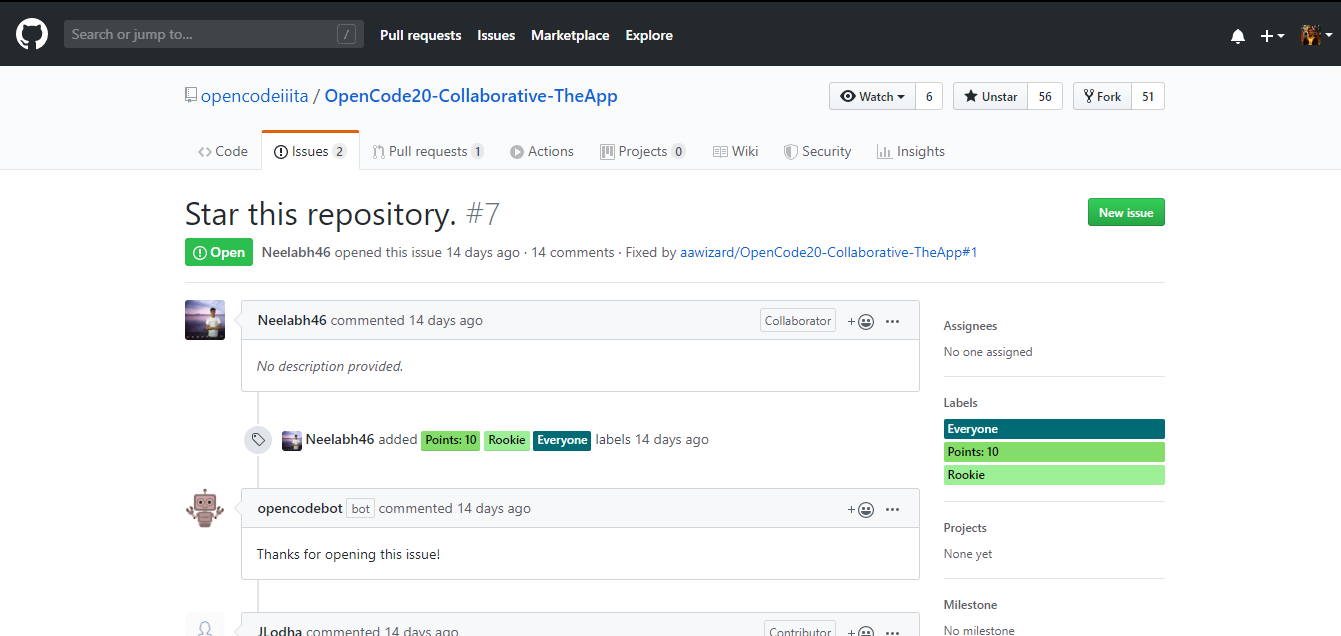 Search or jump to... / Pull requests Issues Marketplace Explore
opencodeiiita / OpenCode20-Collaborative-TheApp Watch 6 Unstar 56 Fork 51
Code Issues 2 Pull requests 1 Actions Projects 0 Wiki Security Insights
Star this repository. #7 New issue
Open Neelabh46 opened this issue 14 days ago · 14 comments · Fixed by aawizard/OpenCode20-Collaborative-TheApp#1
Neelabh46 commented 14 days ago Collaborator
No description provided.
Neelabh46 added Points: 10 Rookie Everyone labels 14 days ago
opencodebot bot commented 14 days ago
Thanks for opening this issue!
JLodha commented 14 days ago Contributor
Assignees
No one assigned
Labels
Everyone
Points: 10
Rookie
Projects
None yet
Milestone
No milestone